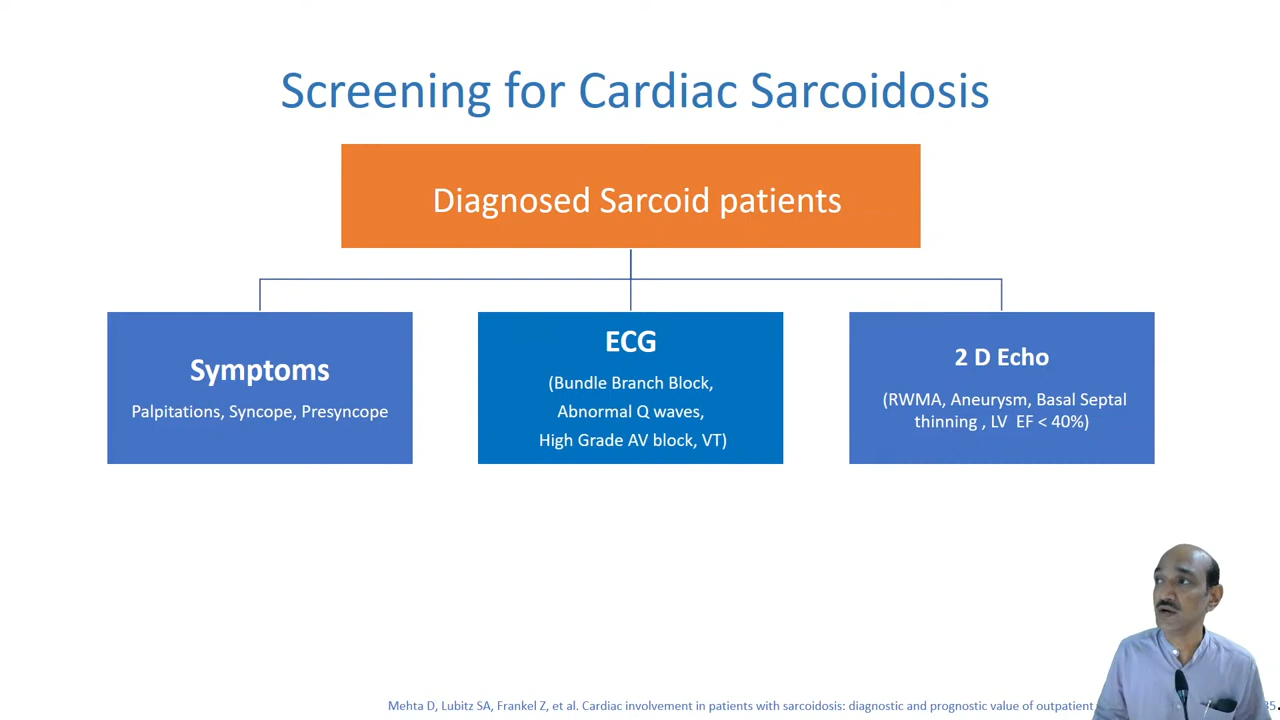 Screening for Cardiac Sarcoidosis
Diagnosed Sarcoid patients
Symptoms
Palpitations, Syncope, Presyncope
ECG
(Bundle Branch Block,
Abnormal Q waves,
High Grade AV block, VT)
2 D Echo
(RWMA, Aneurysm, Basal Septal
thinning , LV EF < 40%)
Mehta D, Lubitz SA, Frankel Z, et al. Cardiac involvement in patients with sarcoidosis: diagnostic and prognostic value of outpatient